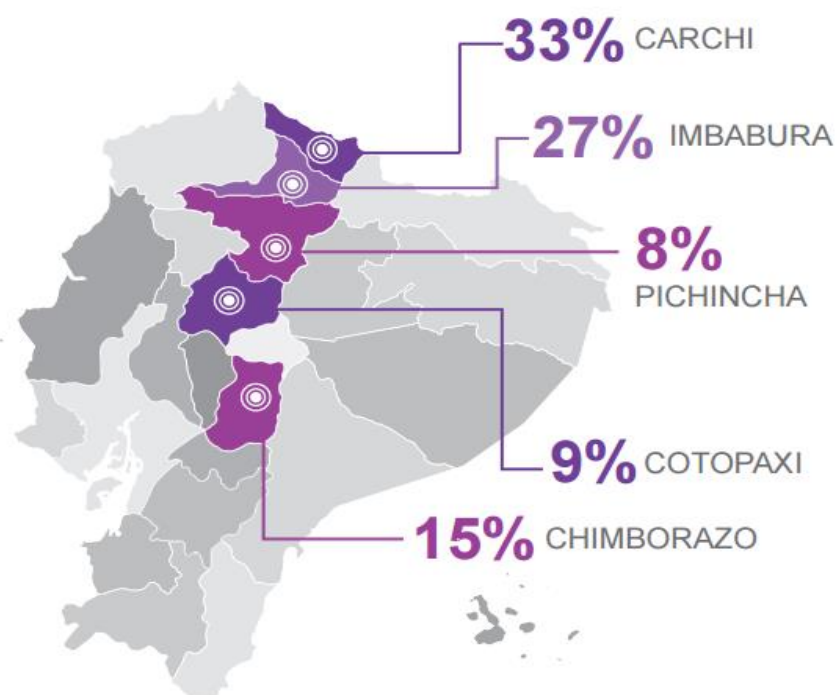 33% CARCHI
27% IMBABURA
8%
PICHINCHA
9% COTOPAXI
15% CHIMBORAZO